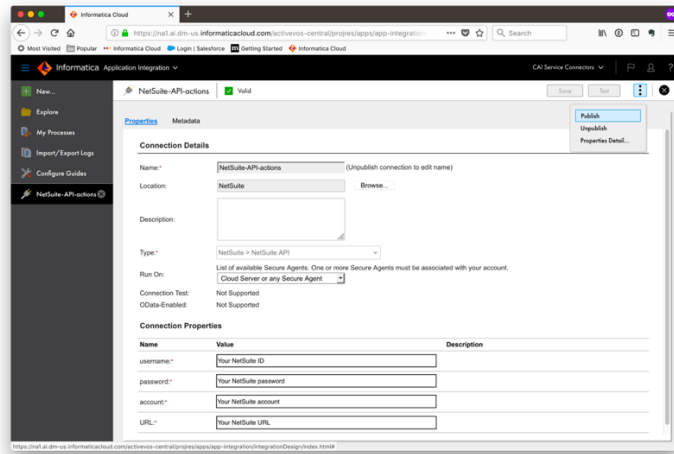 Informatica Cloud
https://na1.ai.dm-us.informaticacloud.com/activevos-central/projres/apps/app-integration
Search
Most Visited Popular Informatica Cloud Login | Salesforce Getting Started Informatica Cloud
Informatica Application Integration CAI Service Connectors
New...
Explore
My Processes
Import/Export Logs
Configure Guides
NetSuite-API-actions
NetSuite-API-actions Valid Save Test
Publish
Unpublish
Properties Detail...
Properties Metadata
Connection Details
Name:* NetSuite-API-actions (Unpublish connection to edit name)
Location: NetSuite Browse...
Description:
Type:* NetSuite > NetSuite API
List of available Secure Agents. One or more Secure Agents must be associated with your account.
Run On: Cloud Server or any Secure Agent
Connection Test: Not Supported
OData-Enabled: Not Supported
Connection Properties
Name Value Description
username:* Your NetSuite ID
password:* Your NetSuite password
account:* Your NetSuite account
URL:* Your NetSuite URL
https://na1.ai.dm-us.informaticacloud.com/activevos-central/projres/apps/app-integration/integrationDesign/index.html#